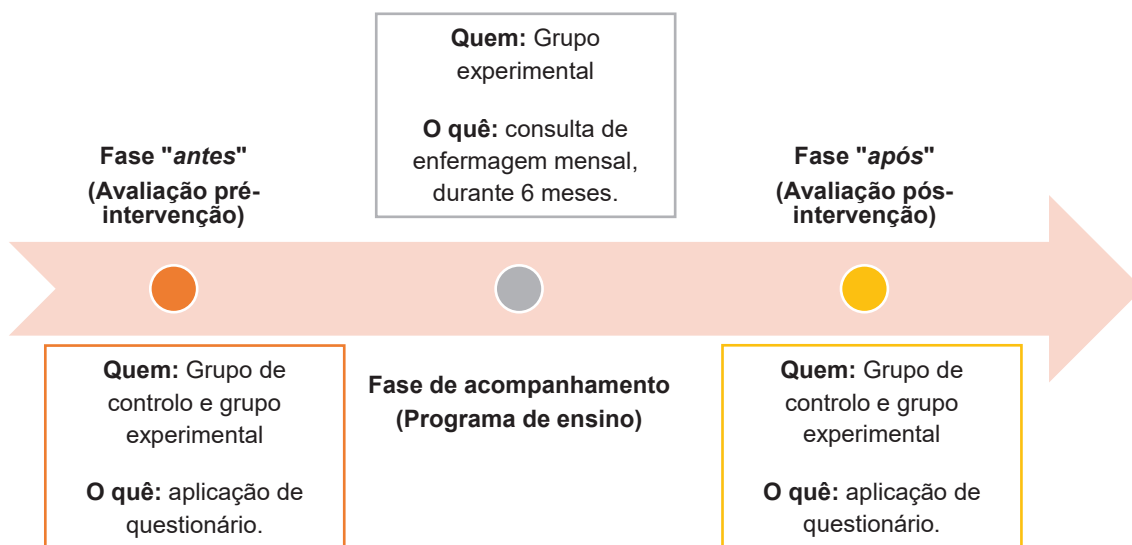 Fase "antes"
(Avaliação pré-
intervenção)
Quem: Grupo de
controlo e grupo
experimental
O quê: aplicação de
questionário.
Quem: Grupo
experimental
O quê: consulta de
enfermagem mensal,
durante 6 meses.
Fase de acompanhamento
(Programa de ensino)
Fase "após"
(Avaliação pós-
intervenção)
Quem: Grupo de
controlo e grupo
experimental
O quê: aplicação de
questionário.